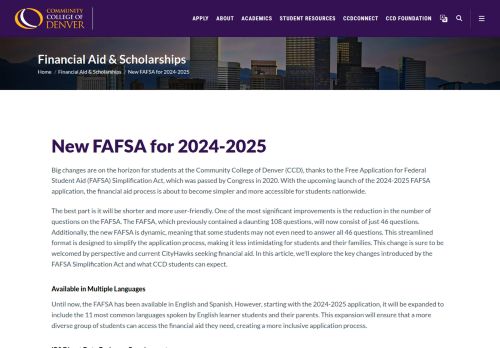 COMMUNITY
COLLEGE OF
DENVER
APPLY ABOUT ACADEMICS STUDENT RESOURCES CCDCONNECT CCD FOUNDATION
Financial Aid & Scholarships
Home / Financial Aid & Scholarships / New FAFSA for 2024-2025
New FAFSA for 2024-2025
Big changes are on the horizon for students at the Community College of Denver (CCD), thanks to the Free Application for Federal
Student Aid (FAFSA) Simplification Act, which was passed by Congress in 2020. With the upcoming launch of the 2024-2025 FAFSA
application, the financial aid process is about to become simpler and more accessible for students nationwide.
The best part is it will be shorter and more user-friendly. One of the most significant improvements is the reduction in the number of
questions on the FAFSA. The FAFSA, which previously contained a daunting 108 questions, will now consist of just 46 questions.
Additionally, the new FAFSA is dynamic, meaning that some students may not even need to answer all 46 questions. This streamlined
format is designed to simplify the application process, making it less intimidating for students and their families. This change is sure to be
welcomed by perspective and current CityHawks seeking financial aid. In this article, we'll explore the key changes introduced by the
FAFSA Simplification Act and what CCD students can expect.
Available in Multiple Languages
Until now, the FAFSA has been available in English and Spanish. However, starting with the 2024-2025 application, it will be expanded to
include the 11 most common languages spoken by English learner students and their parents. This expansion will ensure that a more
diverse group of students can access the financial aid they need, creating a more inclusive application process.